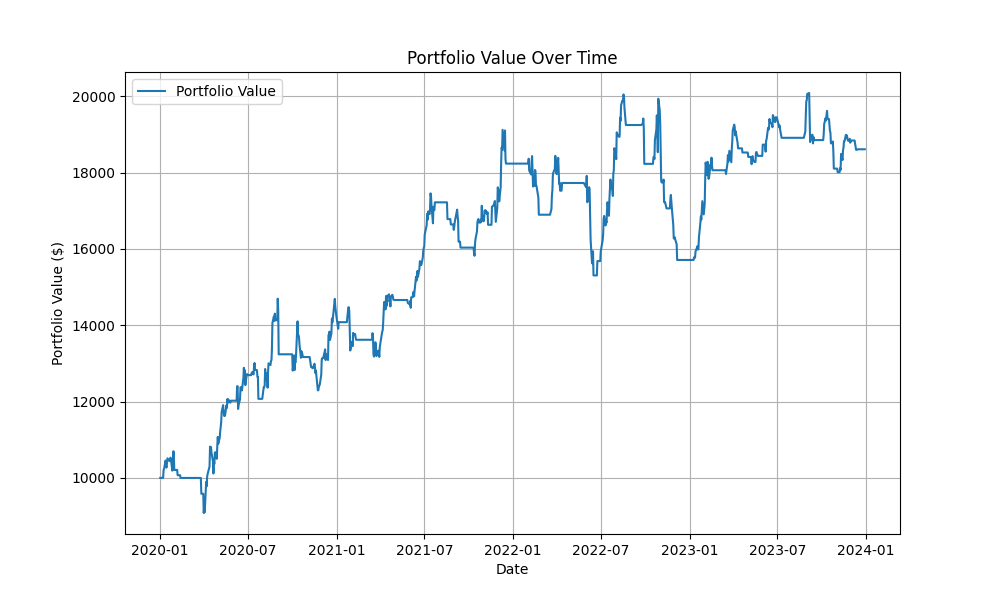 Portfolio Value Over Time
Portfolio Value
20000
18000
16000
14000
12000
10000
Portfolio Value ($)
2020-01 2020-07 2021-01 2021-07 2022-01 2022-07 2023-01 2023-07 2024-01
Date